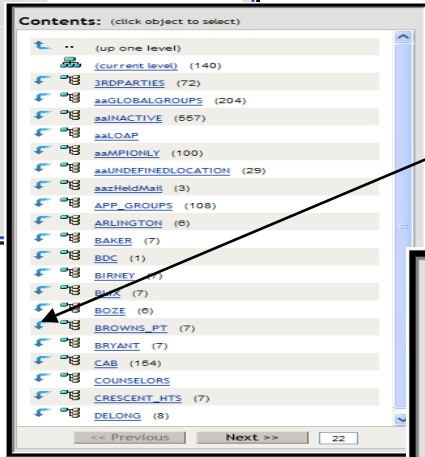 Contents: (click object to select)
.. (up one level)
(current level) (140)
3RDPARTIES (72)
aaGLOBALGROUPS (204)
aaINACTIVE (557)
aaLOAP
aaMPIONLY (100)
aaUNDEFINEDLOCATION (29)
aazHeldMail (3)
APP_GROUPS (108)
ARLINGTON (6)
BAKER (7)
BDC (1)
BIRNEY (7)
BLIX (7)
BOZE (6)
BROWNS_PT (7)
BRYANT (7)
CAB (154)
COUNSELORS
CRESCENT_HTS (7)
DELONG (8)
<< Previous Next >> 22